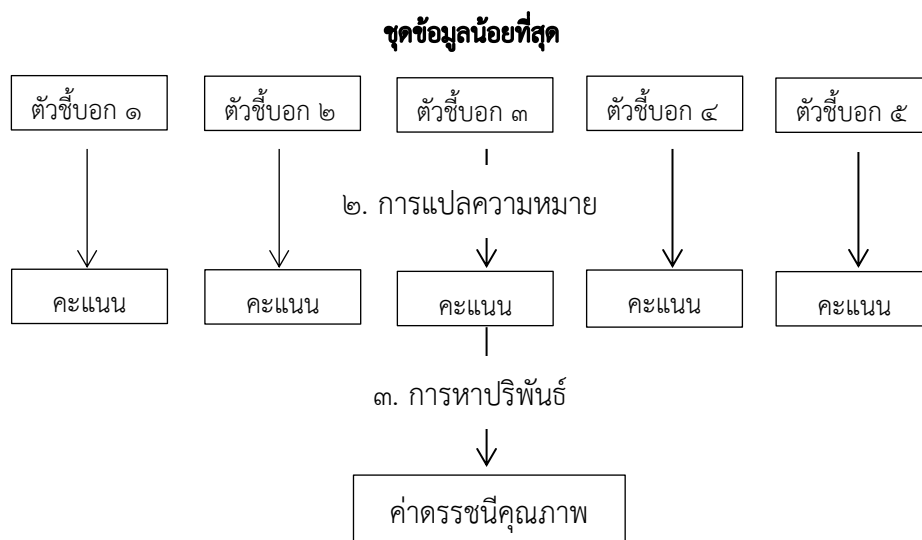 ชุดข้อมูลน้อยที่สุด
ตัวชี้บอก ๑ ตัวชี้บอก ๒ ตัวชี้บอก ๓ ตัวชี้บอก ๔ ตัวชี้บอก ๕
๒. การแปลความหมาย
คะแนน คะแนน คะแนน คะแนน คะแนน
๓. การหาปริพันธ์
ค่าดรรชนีคุณภาพ